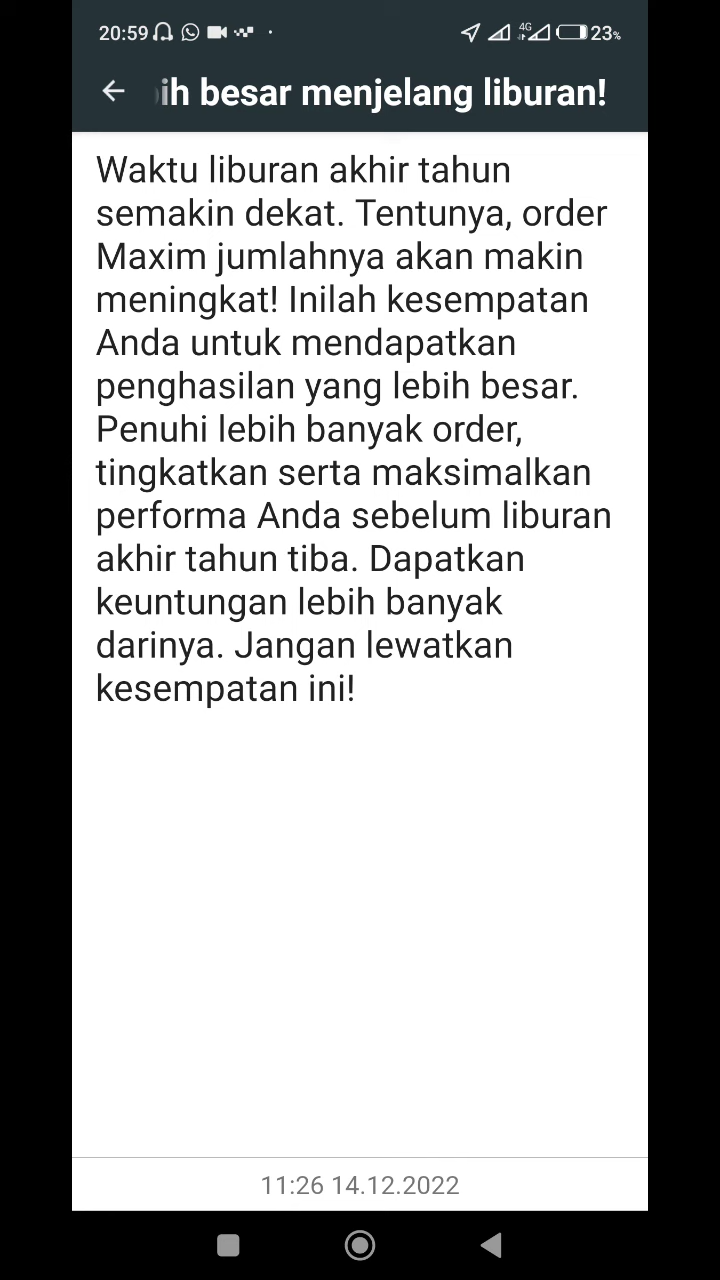 20:59
4G
23%
ih besar menjelang liburan!
Waktu liburan akhir tahun
semakin dekat. Tentunya, order
Maxim jumlahnya akan makin
meningkat! Inilah kesempatan
Anda untuk mendapatkan
penghasilan yang lebih besar.
Penuhi lebih banyak order,
tingkatkan serta maksimalkan
performa Anda sebelum liburan
akhir tahun tiba. Dapatkan
keuntungan lebih banyak
darinya. Jangan lewatkan
kesempatan ini!
11:26 14.12.2022